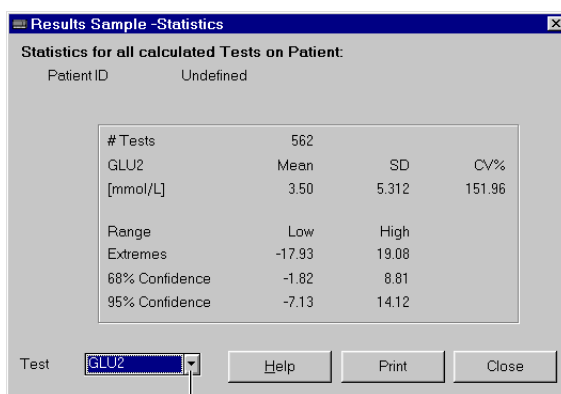 Results Sample -Statistics
Statistics for all calculated Tests on Patient:
Patient ID Undefined
# Tests 562
GLU2 Mean SD CV%
[mmol/L] 3.50 5.312 151.96
Range Low High
Extremes -17.93 19.08
68% Confidence -1.82 8.81
95% Confidence -7.13 14.12
Test GLU2 Help Print Close